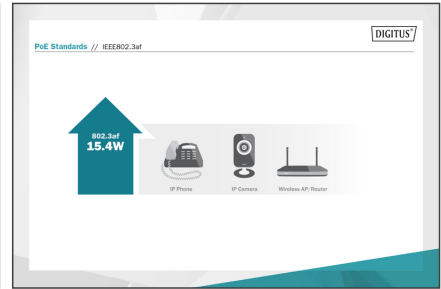 DIGITUS®
PoE Standards // IEEE802.3af
802.3af
15.4W
IP Phone
IP Camera
Wireless AP/Router